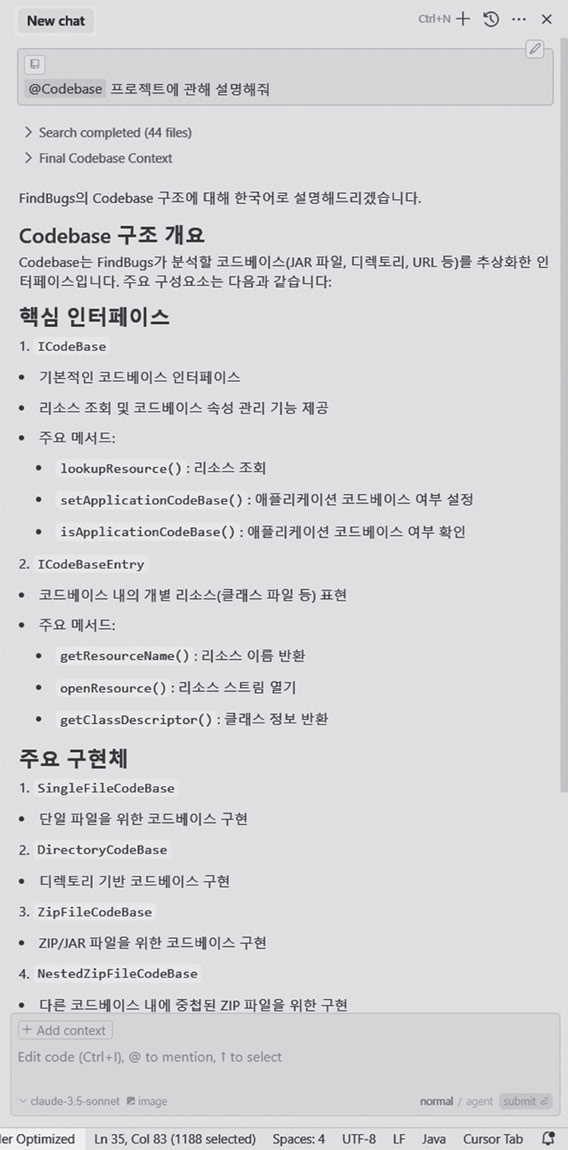 New chat
Ctrl+N
@Codebase 프로젝트에 관해 설명해줘
Search completed (44 files)
Final Codebase Context
FindBugs의 Codebase 구조에 대해 한국어로 설명해드리겠습니다.
Codebase 구조 개요
Codebase는 FindBugs가 분석할 코드베이스(JAR 파일, 디렉토리, URL 등)를 추상화한 인
터페이스입니다. 주요 구성요소는 다음과 같습니다:
핵심 인터페이스
1. ICodeBase
• 기본적인 코드베이스 인터페이스
• 리소스 조회 및 코드베이스 속성 관리 기능 제공
• 주요 메서드:
• lookupResource() : 리소스 조회
• setApplicationCodeBase() : 애플리케이션 코드베이스 여부 설정
• isApplicationCodeBase() : 애플리케이션 코드베이스 여부 확인
2. ICodeBaseEntry
• 코드베이스 내의 개별 리소스(클래스 파일 등) 표현
• 주요 메서드:
• getResourceName() : 리소스 이름 반환
• openResource() : 리소스 스트림 열기
• getClassDescriptor() : 클래스 정보 반환
주요 구현체
1. SingleFileCodeBase
• 단일 파일을 위한 코드베이스 구현
2. DirectoryCodeBase
• 디렉토리 기반 코드베이스 구현
3. ZipFileCodeBase
• ZIP/JAR 파일을 위한 코드베이스 구현
4. NestedZipFileCodeBase
• 다른 코드베이스 내에 중첩된 ZIP 파일을 위한 구현
+ Add context
Edit code (Ctrl+I), @ to mention, ↑ to select
claude-3.5-sonnet image normal / agent submit
ler Optimized Ln 35, Col 83 (1188 selected) Spaces: 4 UTF-8 LF Java Cursor Tab